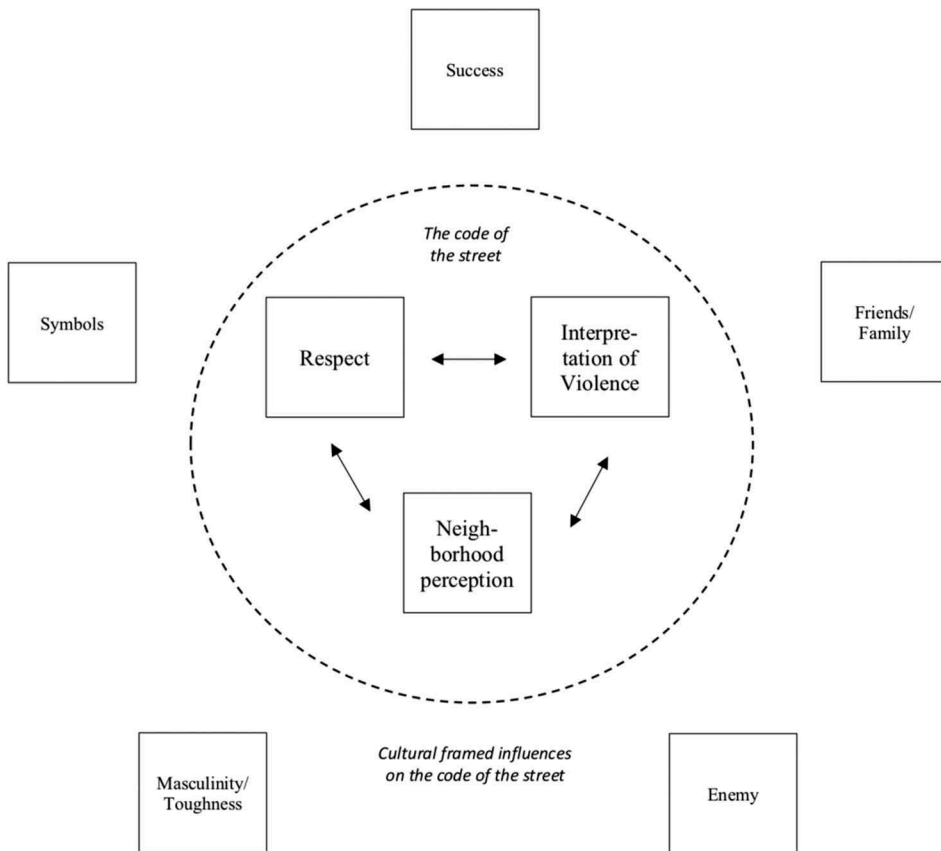 Success
The code of
the street
Symbols
Friends/
Family
Respect
Interpre-
tation of
Violence
Neigh-
borhood
perception
Cultural framed influences
on the code of the street
Masculinity/
Toughness
Enemy